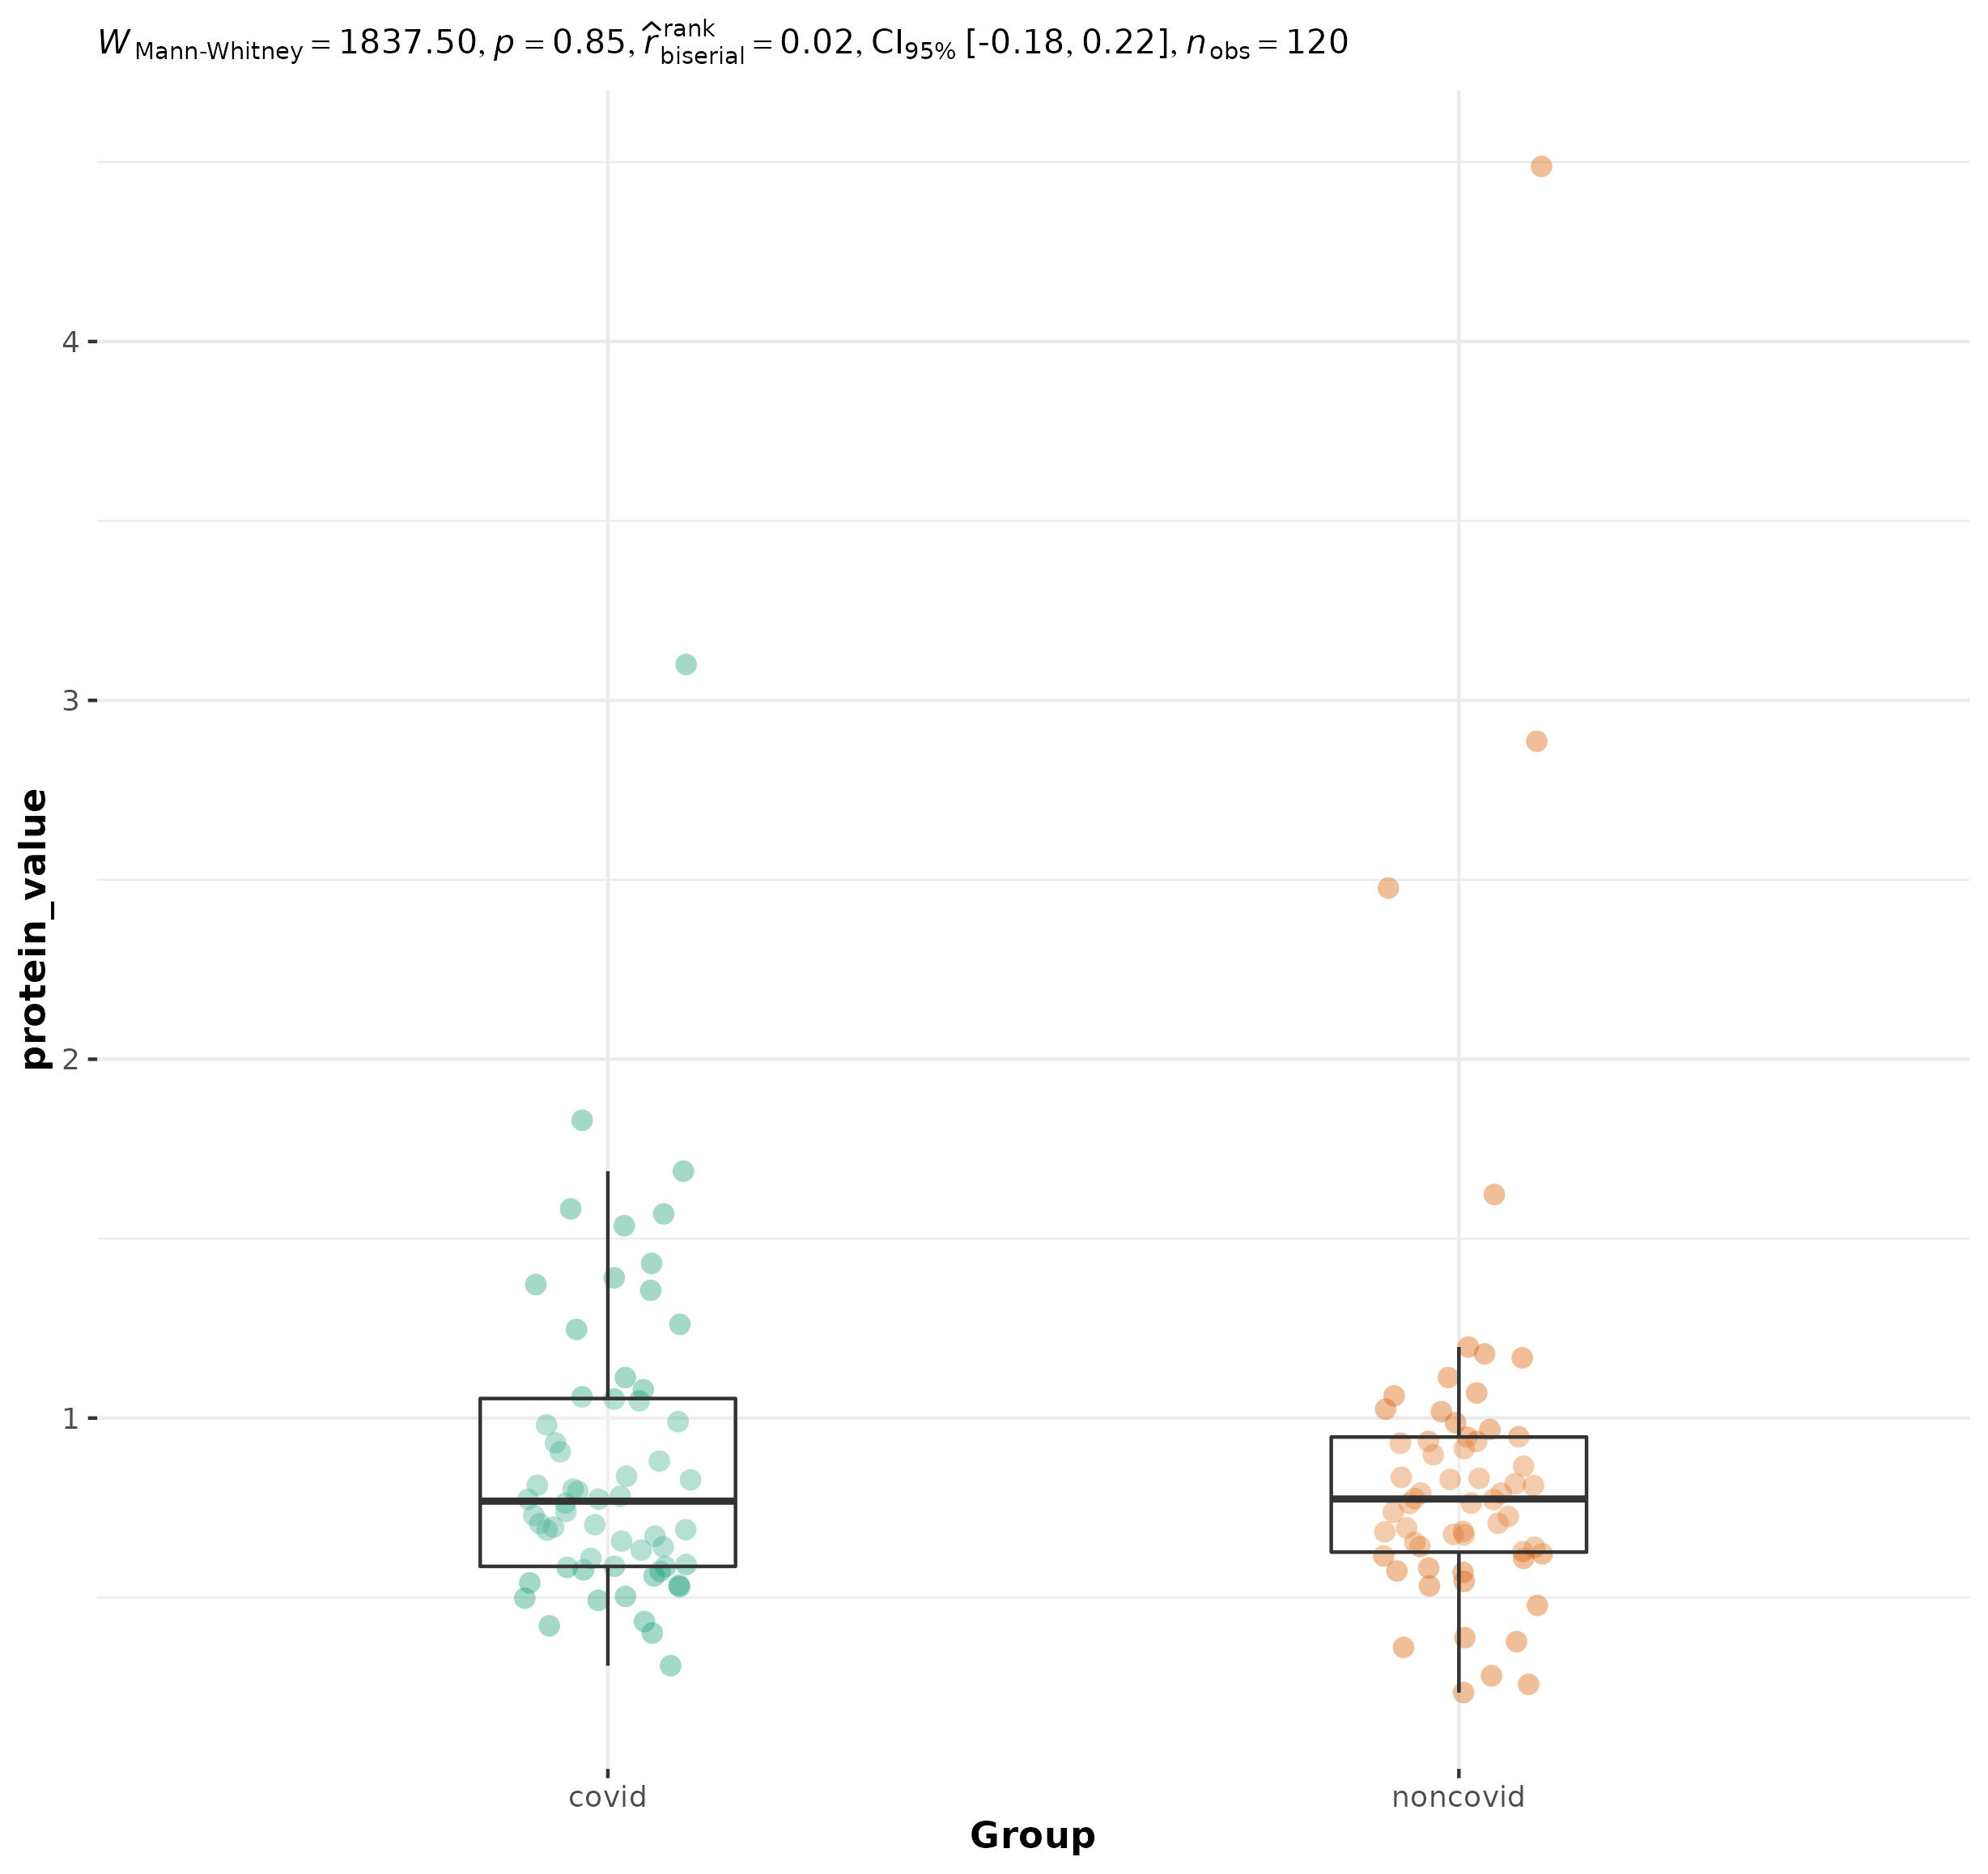 W Mann-Whitney = 1837.50, p = 0.85, r̂ rank biserial = 0.02, CI95% [-0.18, 0.22], n obs = 120
4
3
2
1
protein_value
covid noncovid
Group